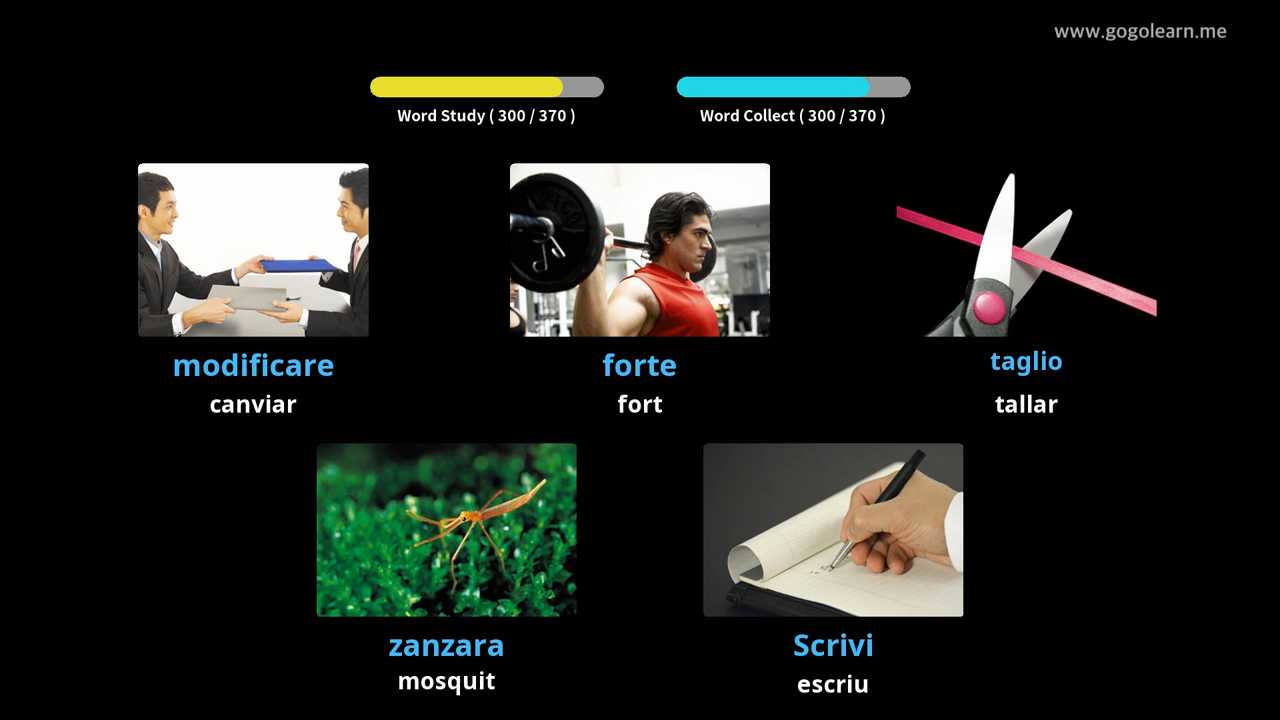 www.gogolearn.me
Word Study ( 300 / 370 )
Word Collect ( 300 / 370 )
modificare
canviar
forte
fort
taglio
tallar
zanzara
mosquit
Scrivi
escriu